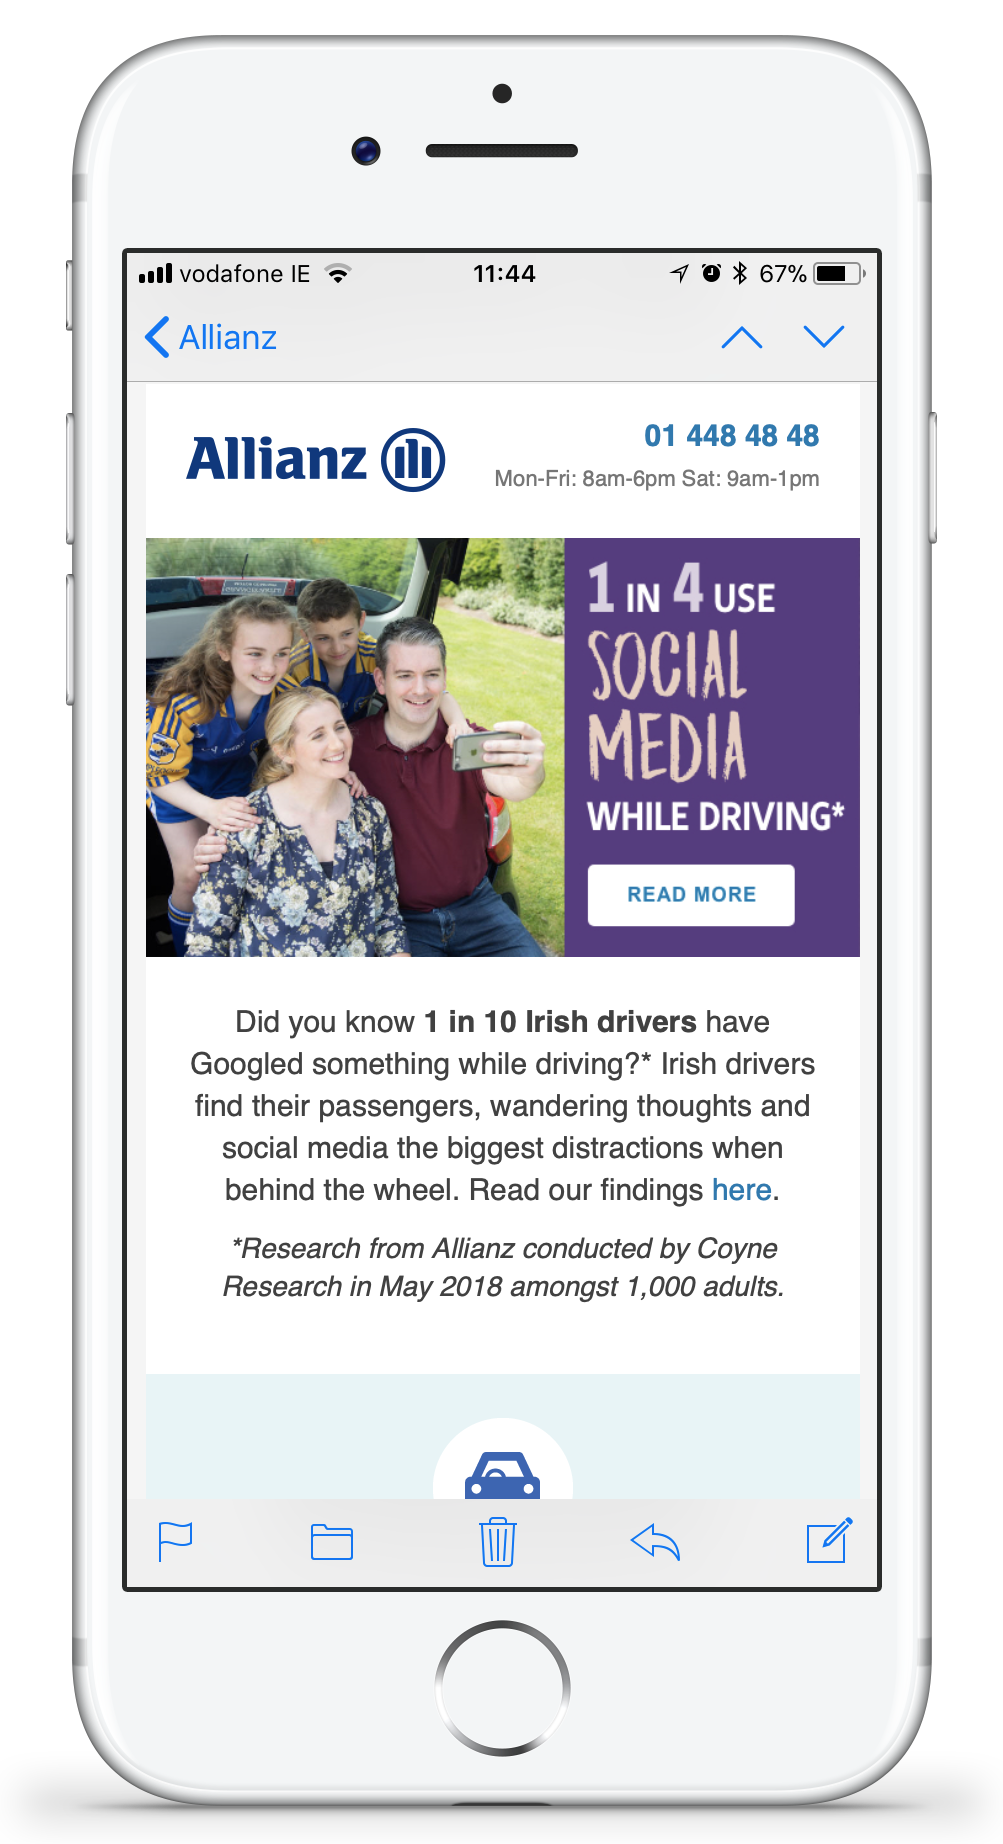 vodafone IE
11:44
67%
Allianz
Allianz
01 448 48 48
Mon-Fri: 8am-6pm Sat: 9am-1pm
1 IN 4 USE
SOCIAL
MEDIA
WHILE DRIVING*
READ MORE
Did you know 1 in 10 Irish drivers have
Googled something while driving?* Irish drivers
find their passengers, wandering thoughts and
social media the biggest distractions when
behind the wheel. Read our findings here.
*Research from Allianz conducted by Coyne
Research in May 2018 amongst 1,000 adults.